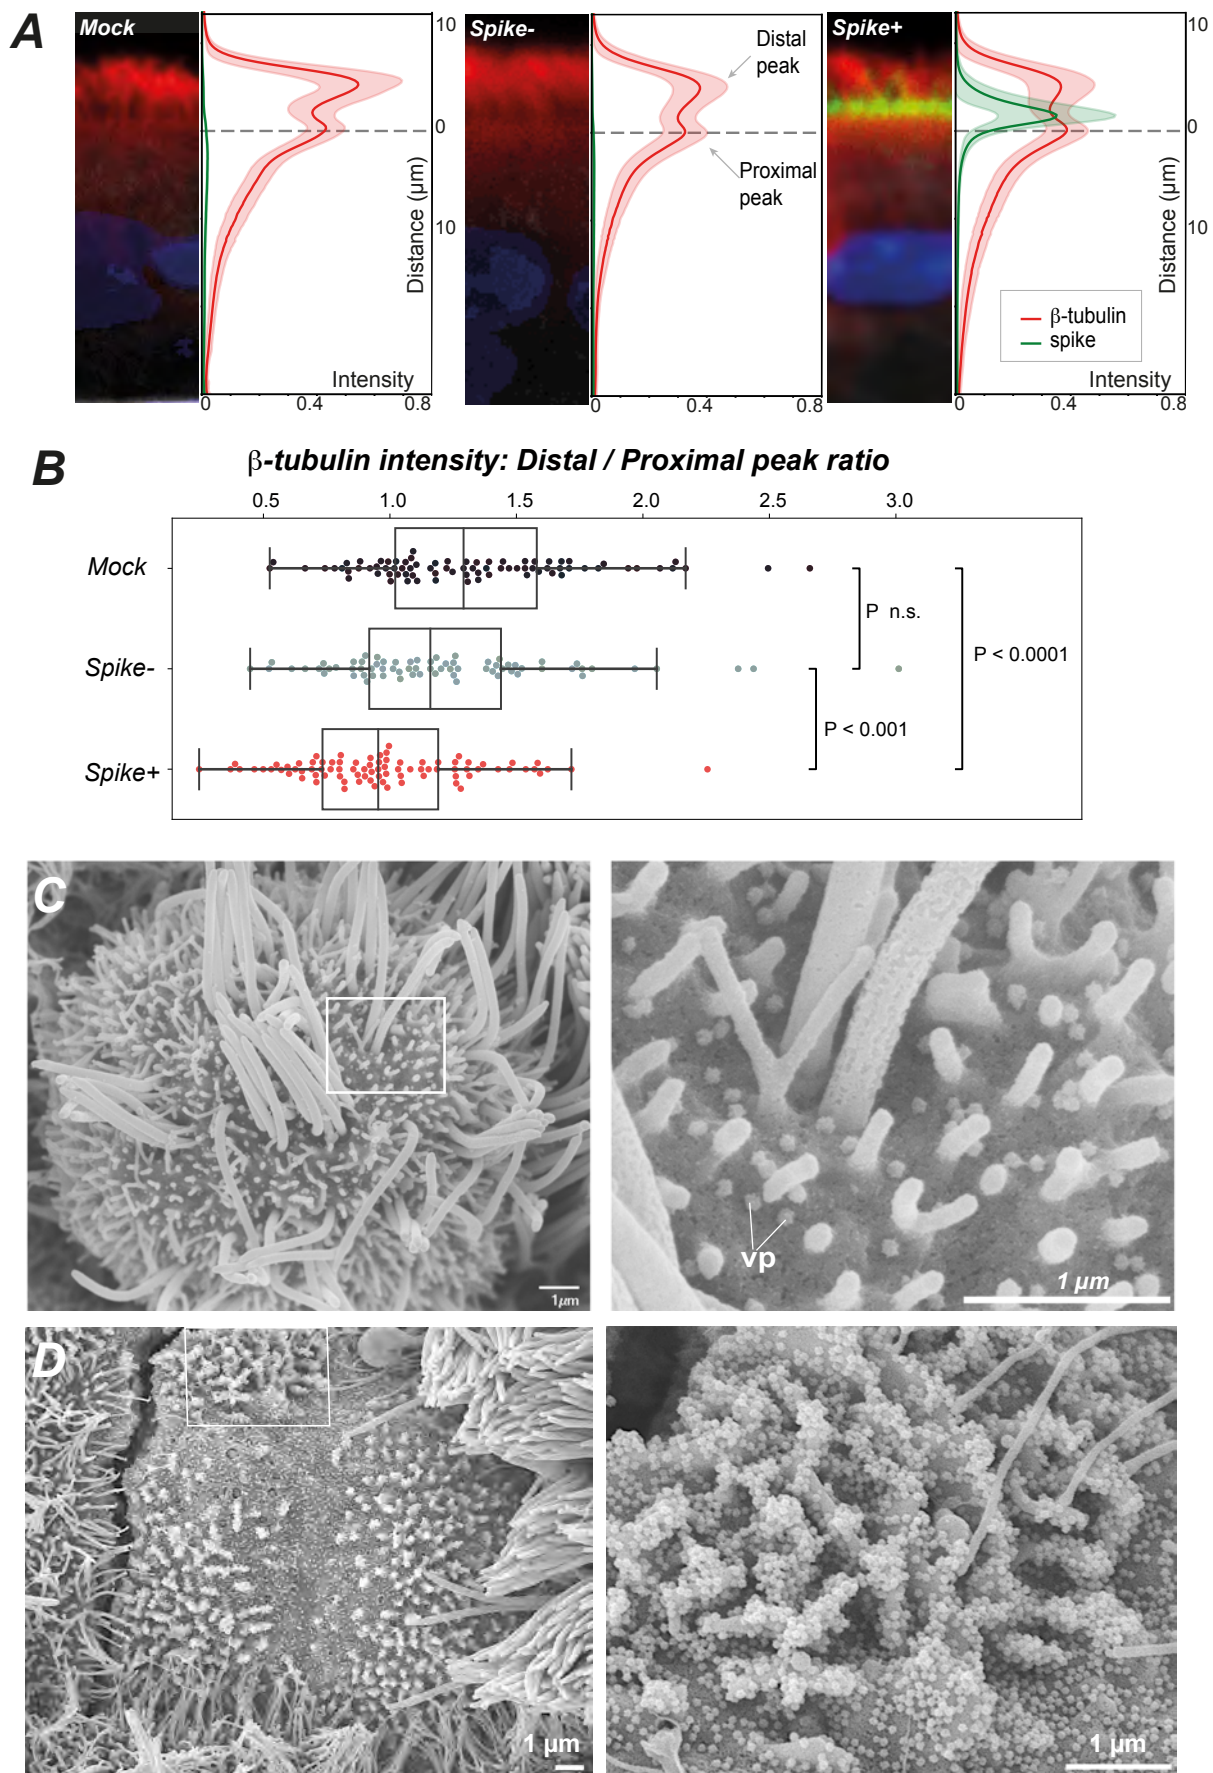 A
Mock
Spike-
Spike+
Distal
peak
Proximal
peak
10
0
10
Distance (µm)
Intensity
0 0.4 0.8
0 0.4 0.8
10
0
10
Distance (µm)
β-tubulin
spike
Intensity
0 0.4 0.8
B
β-tubulin intensity: Distal / Proximal peak ratio
0.5 1.0 1.5 2.0 2.5 3.0
Mock
Spike-
Spike+
P n.s.
P < 0.001
P < 0.0001
C
1µm
vp
1 µm
D
1 µm
1 µm